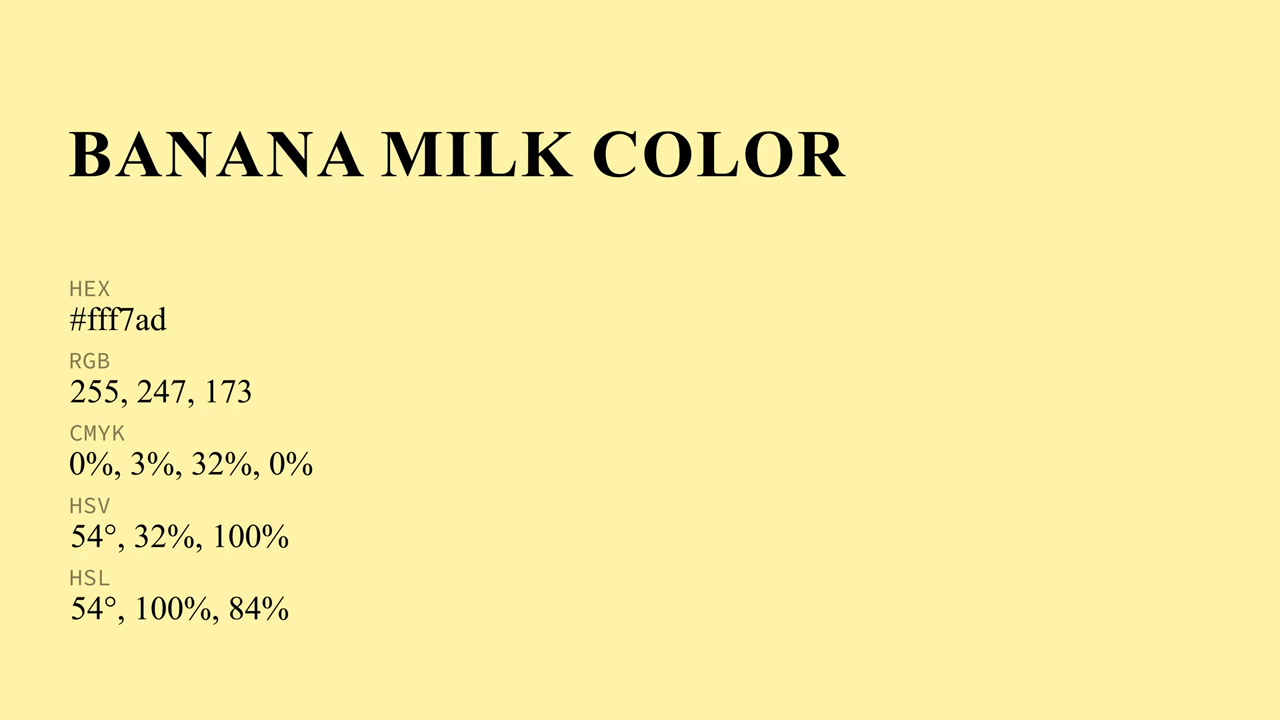 BANANA MILK COLOR
HEX
#fff7ad
RGB
255, 247, 173
CMYK
0%, 3%, 32%, 0%
HSV
54°, 32%, 100%
HSL
54°, 100%, 84%